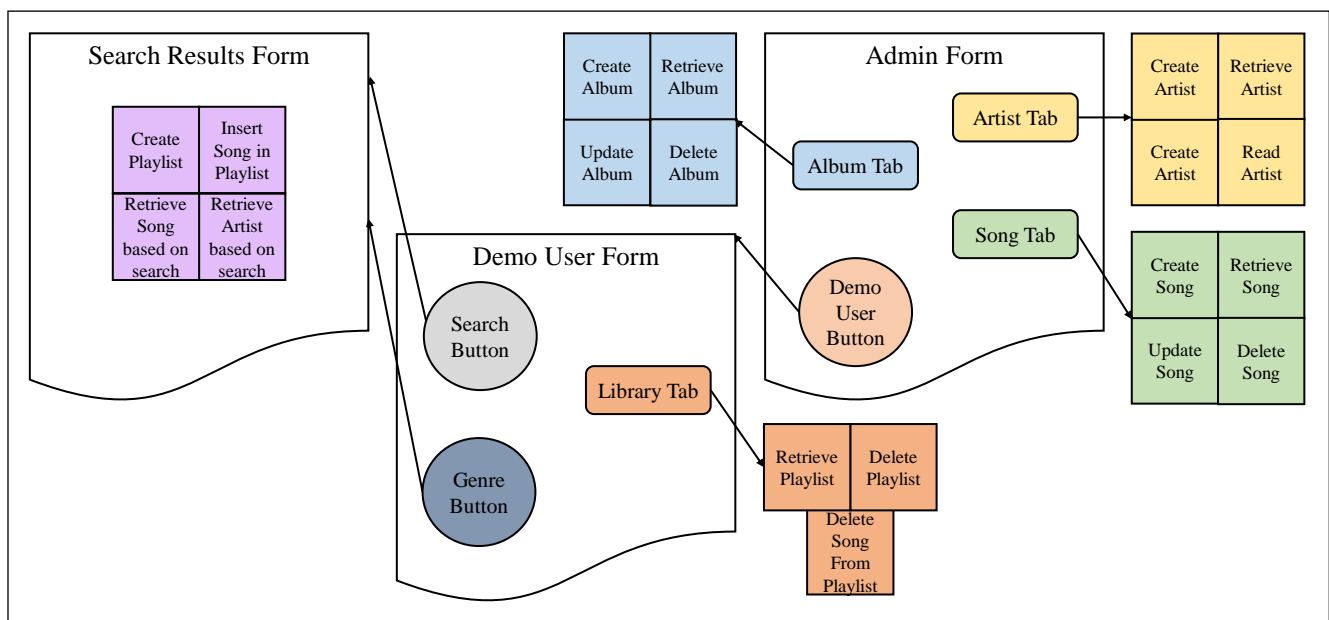 Search Results Form
Create
Playlist
Insert
Song in
Playlist
Retrieve
Song
based on
search
Retrieve
Artist
based on
search
Create
Album
Retrieve
Album
Update
Album
Delete
Album
Admin Form
Artist Tab
Album Tab
Song Tab
Demo
User
Button
Create
Artist
Retrieve
Artist
Create
Artist
Read
Artist
Create
Song
Retrieve
Song
Update
Song
Delete
Song
Demo User Form
Search
Button
Library Tab
Genre
Button
Retrieve
Playlist
Delete
Playlist
Delete
Song
From
Playlist